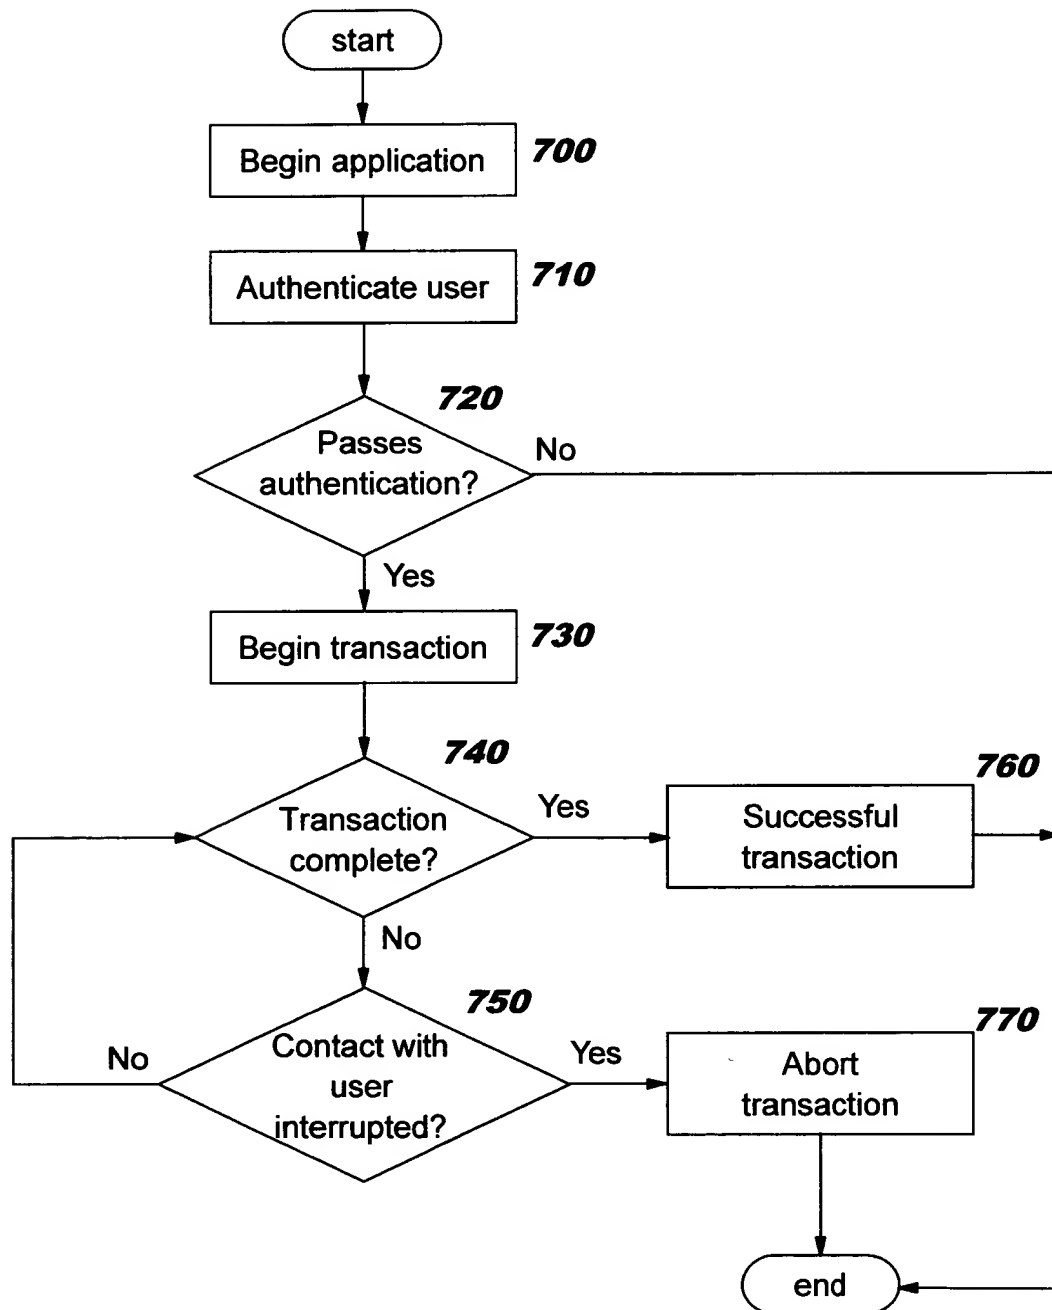 start
Begin application
700
Authenticate user
710
720
Passes
authentication?
No
Yes
Begin transaction
730
740
Transaction
complete?
Yes
760
Successful
transaction
No
750
Contact with
user
interrupted?
No
Yes
770
Abort
transaction
end